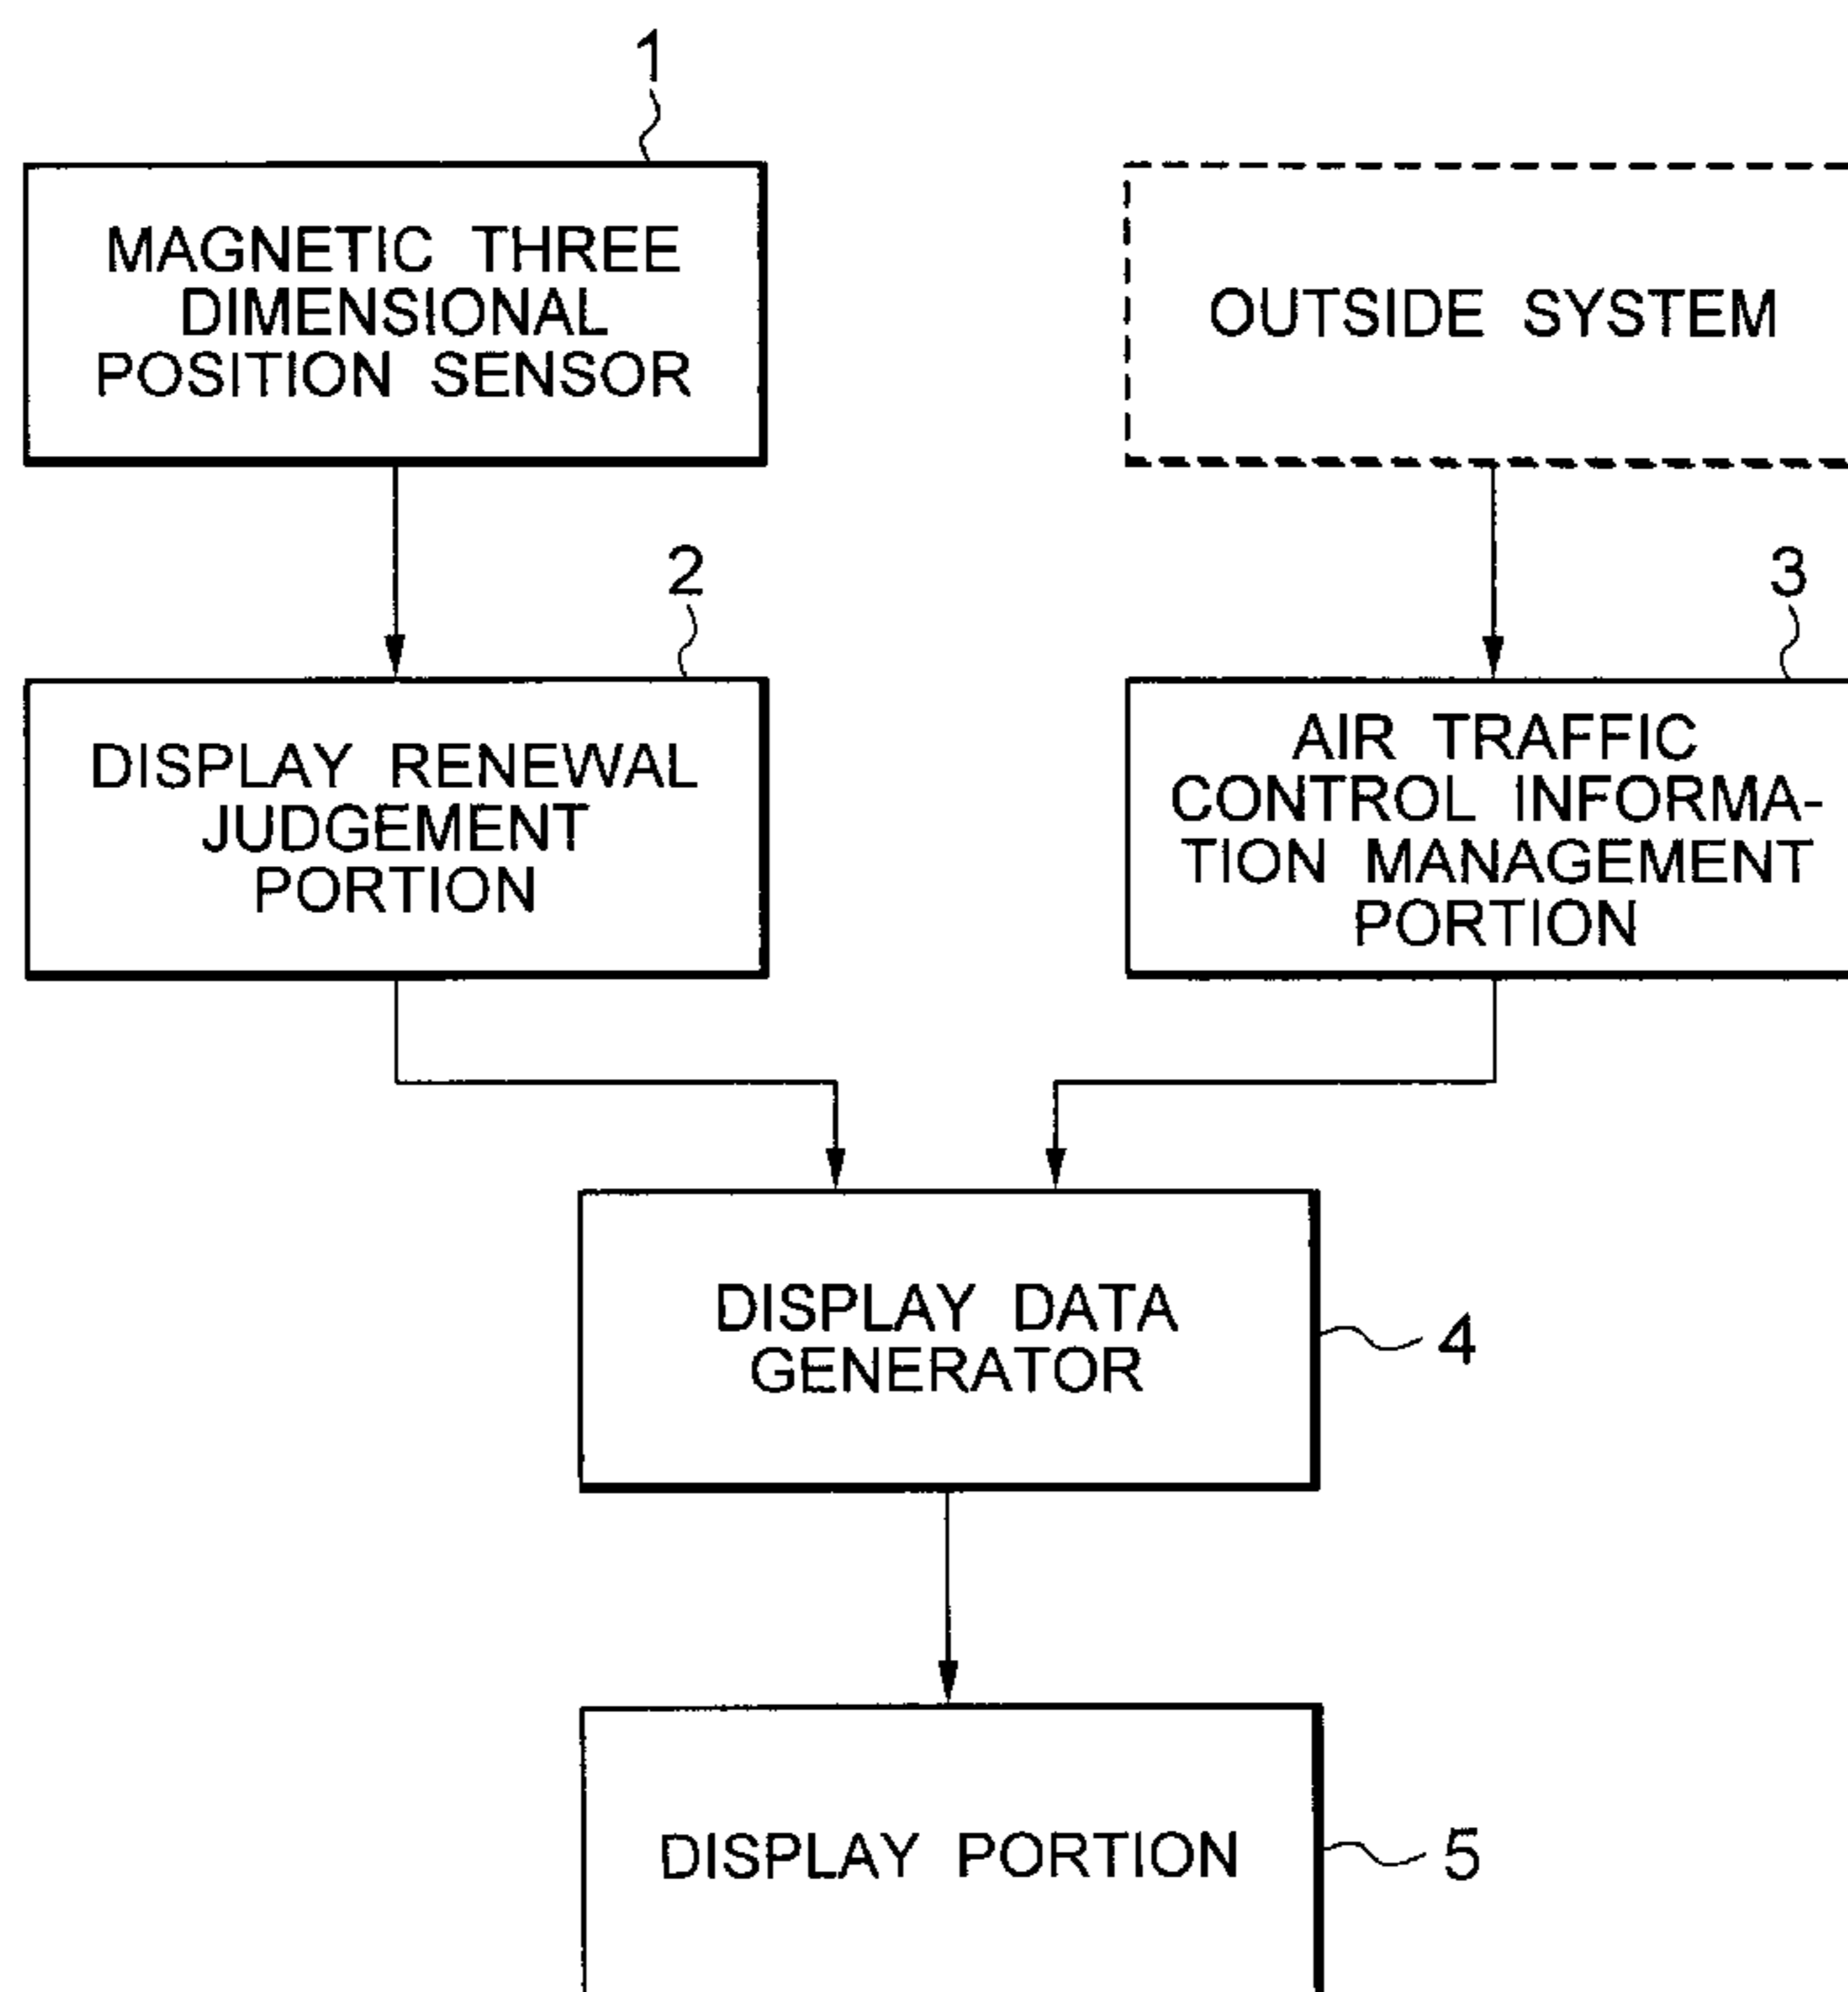 1
MAGNETIC THREE
DIMENSIONAL
POSITION SENSOR
OUTSIDE SYSTEM
2
DISPLAY RENEWAL
JUDGEMENT
PORTION
3
AIR TRAFFIC
CONTROL INFORMA-
TION MANAGEMENT
PORTION
DISPLAY DATA
GENERATOR
4
DISPLAY PORTION
5